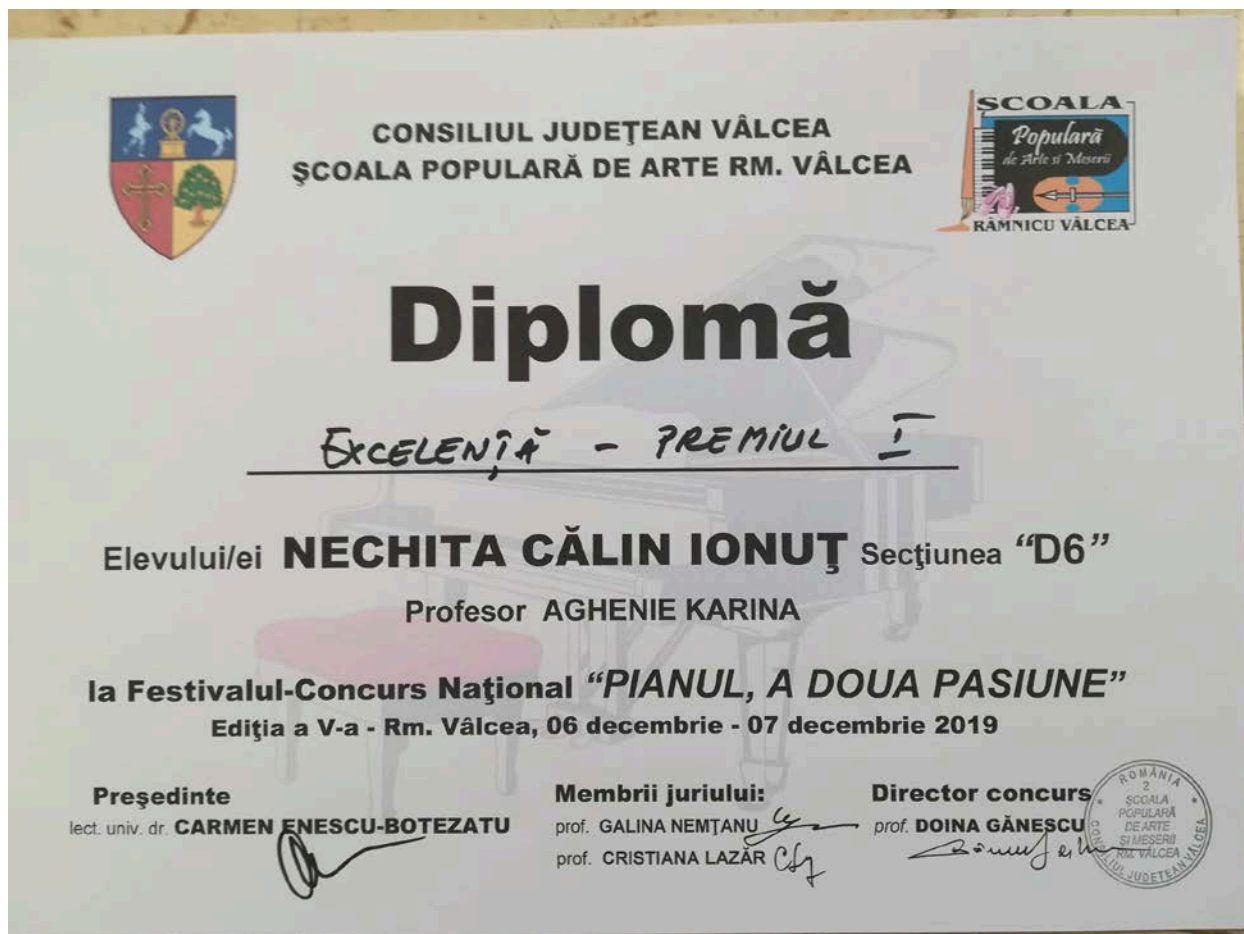 CONSILIUL JUDEŢEAN VÂLCEA
ŞCOALA POPULARĂ DE ARTE RM. VÂLCEA
ŞCOALA
Populară
de Arte si Meserii
RÂMNICU VÂLCEA
Diplomă
EXCELENȚĂ - PREMIUL I
Elevului/ei NECHITA CĂLIN IONUŢ Secţiunea “D6”
Profesor AGHENIE KARINA
la Festivalul-Concurs Naţional “PIANUL, A DOUA PASIUNE”
Ediţia a V-a - Rm. Vâlcea, 06 decembrie - 07 decembrie 2019
Preşedinte
lect. univ. dr. CARMEN ENESCU-BOTEZATU
Membrii juriului:
prof. GALINA NEMŢANU
prof. CRISTIANA LAZĂR
Director concurs
prof. DOINA GĂNESCU
ROMÂNIA
2
ŞCOALA
POPULARĂ
DE ARTE
ŞI MESERII
RM. VÂLCEA
CONSILIUL JUDEŢEAN VÂLCEA